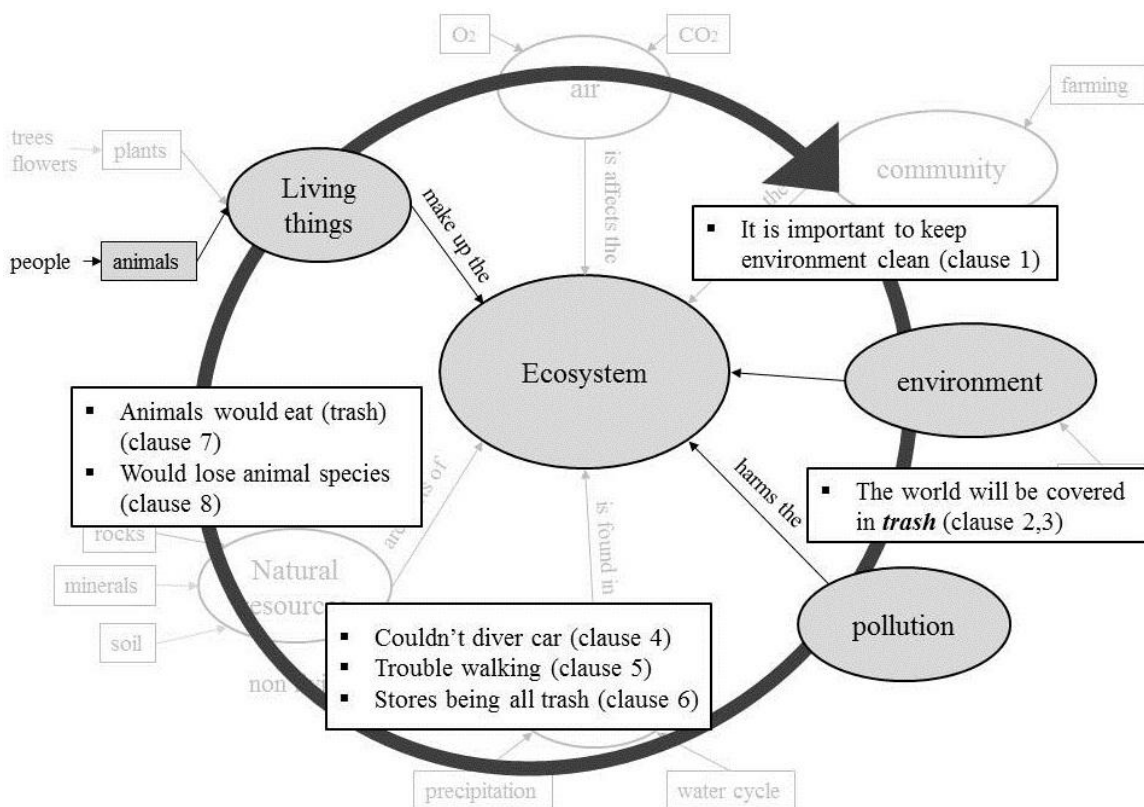 O₂
CO₂
air
farming
trees
flowers
plants
community
Living
things
make up the
is affects the
the
▪ It is important to keep
environment clean (clause 1)
people
animals
Ecosystem
environment
▪ Animals would eat (trash)
(clause 7)
▪ Would lose animal species
(clause 8)
harms the
▪ The world will be covered
in trash (clause 2,3)
of
is found in
rocks
minerals
Natural
soil
pollution
▪ Couldn't diver car (clause 4)
▪ Trouble walking (clause 5)
▪ Stores being all trash (clause 6)
non
precipitation
water cycle